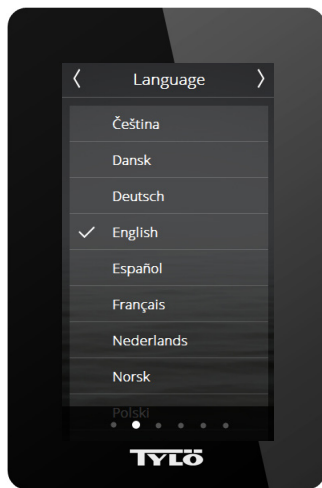 Language
Čeština
Dansk
Deutsch
English
Español
Français
Nederlands
Norsk
Polski
TYLÖ